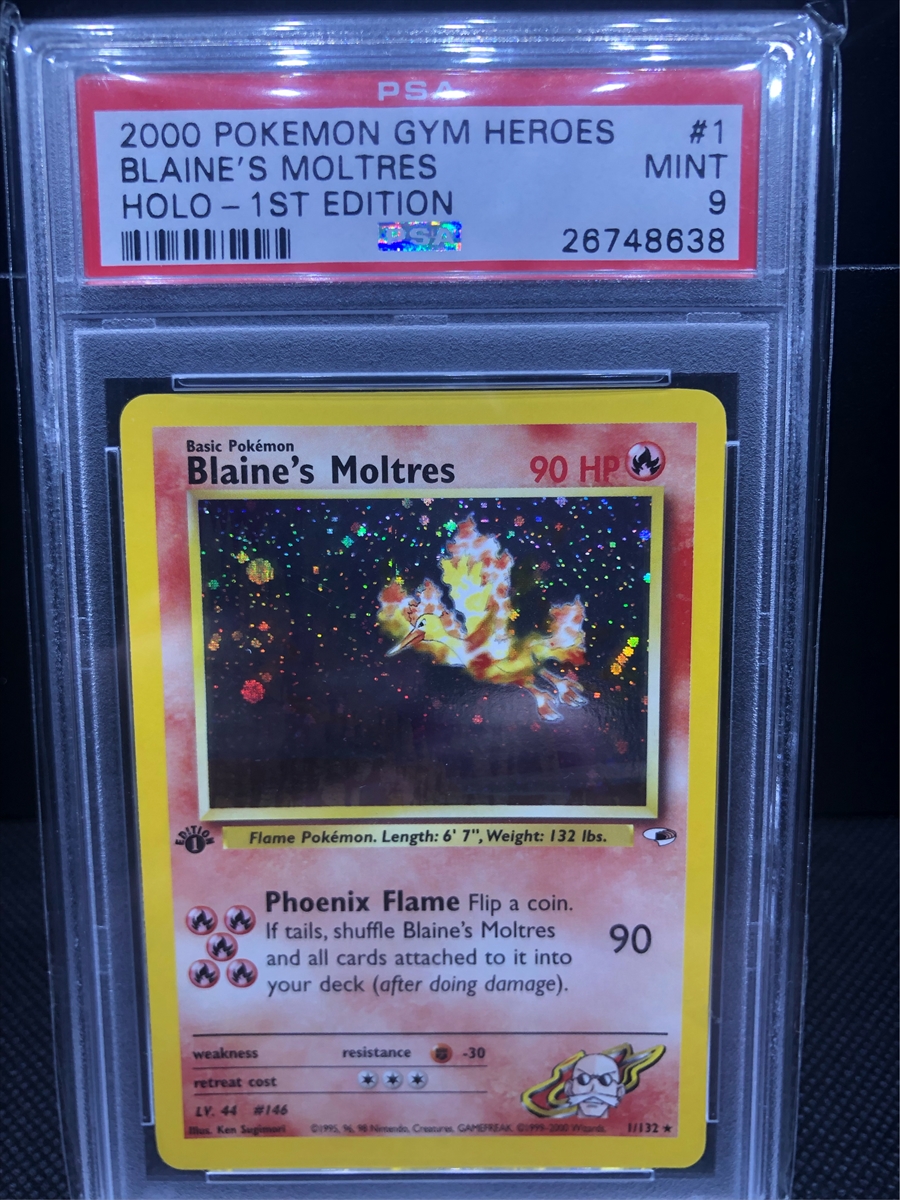 PSA
2000 POKEMON GYM HEROES #1
BLAINE'S MOLTRES MINT
HOLO - 1ST EDITION 9
PSA 26748638
Basic Pokémon
Blaine's Moltres 90 HP
EDITION
1
Flame Pokémon. Length: 6' 7", Weight: 132 lbs.
Phoenix Flame Flip a coin.
If tails, shuffle Blaine's Moltres
and all cards attached to it into
your deck (after doing damage).
90
weakness resistance -30
retreat cost
LV. 44 #146
Illus. Ken Sugimori ©1995, 96, 98 Nintendo, Creatures, GAMEFREAK. ©1999-2000 Wizards. 1/132 ★